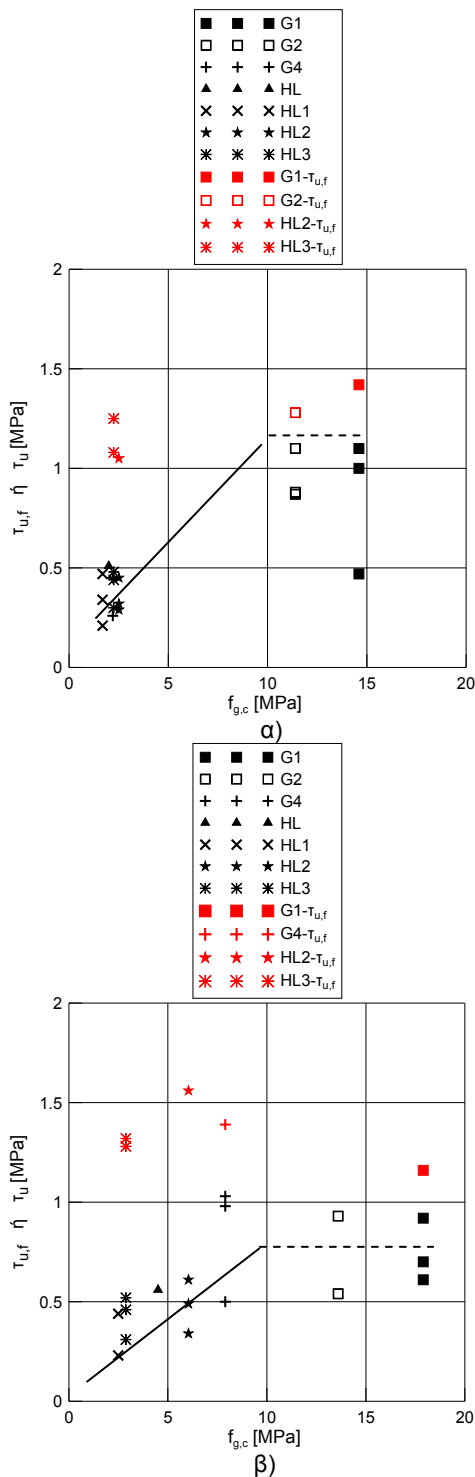 G1
G2
G4
HL
HL1
HL2
HL3
G1-τu,f
G2-τu,f
HL2-τu,f
HL3-τu,f
2
1.5
1
0.5
0
τu,f ή τu [MPa]
0 5 10 15 20
fg,c [MPa]
α)
G1
G2
G4
HL
HL1
HL2
HL3
G1-τu,f
G4-τu,f
HL2-τu,f
HL3-τu,f
2
1.5
1
0.5
0
τu,f ή τu [MPa]
0 5 10 15 20
fg,c [MPa]
β)